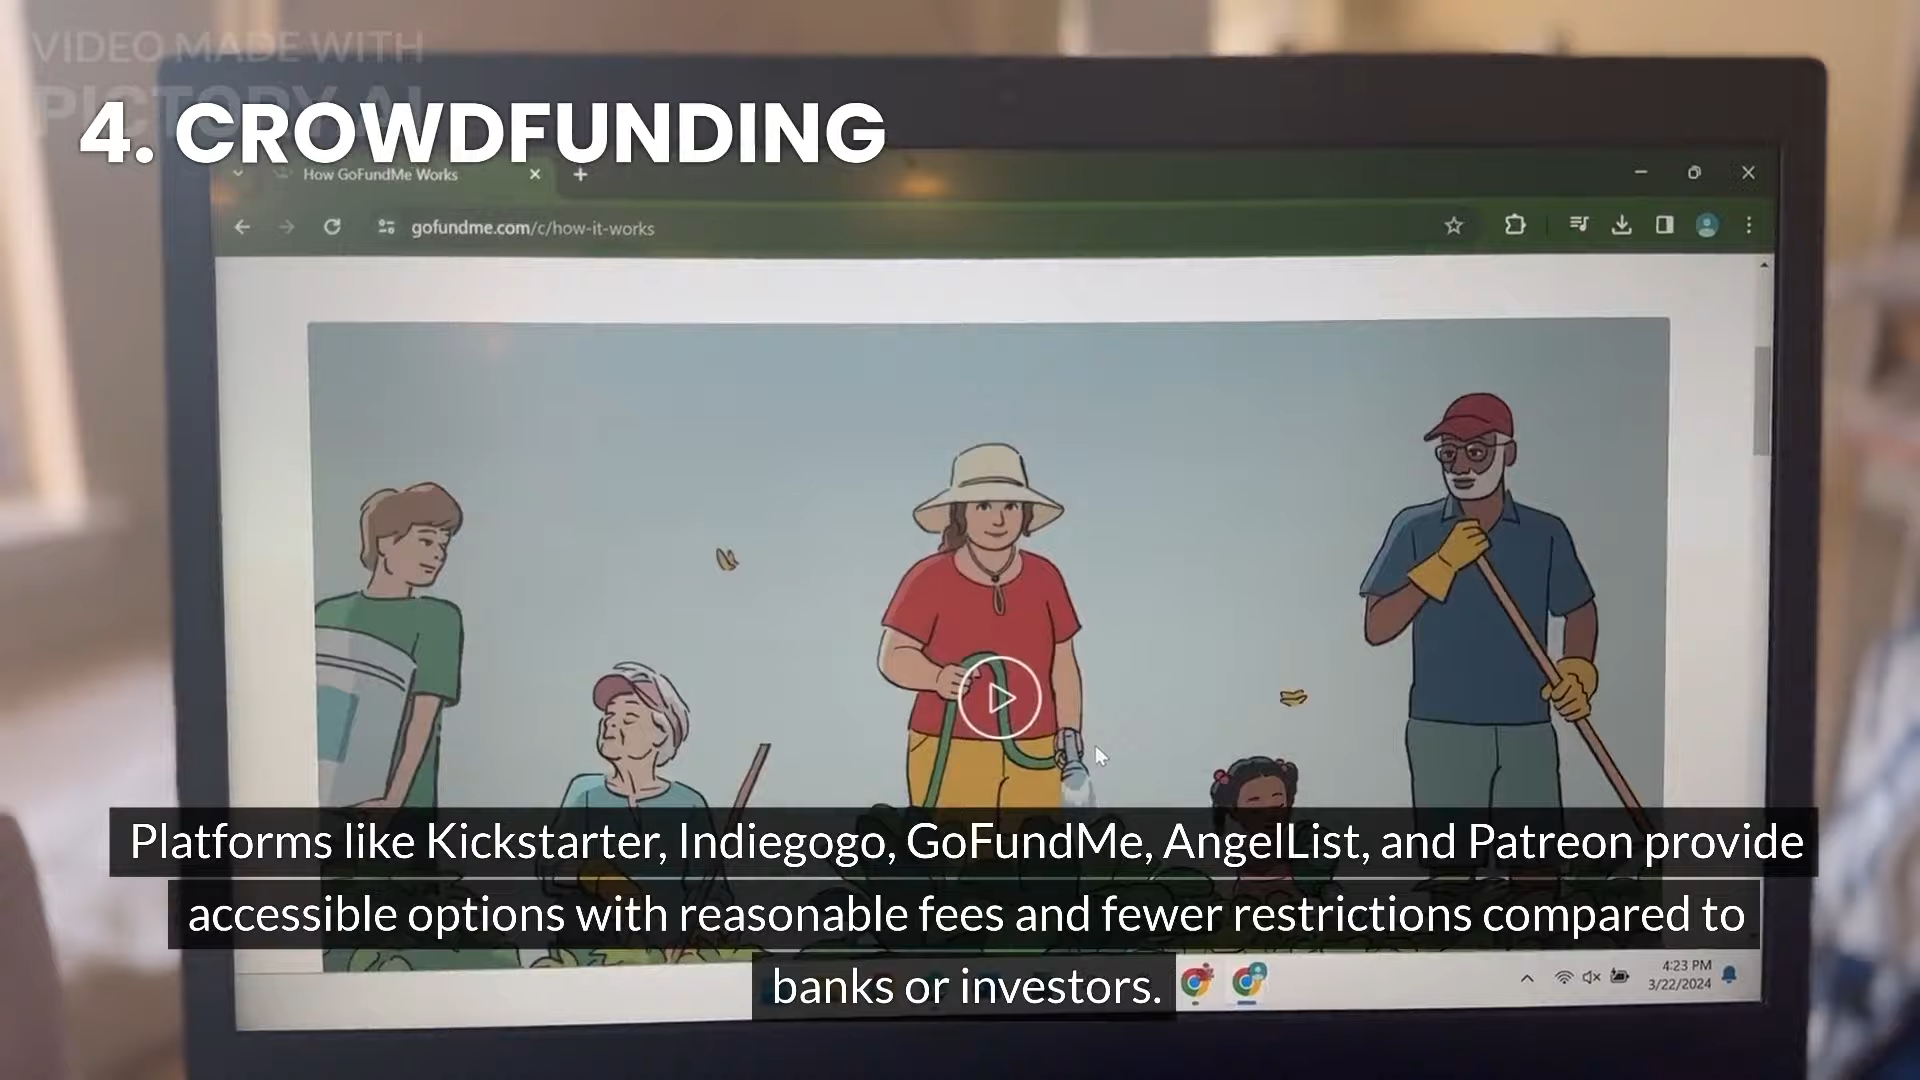 VIDEO MADE WITH
PICTORY.AI
4. CROWDFUNDING
How GoFundMe Works
gofundme.com/c/how-it-works
Platforms like Kickstarter, Indiegogo, GoFundMe, AngelList, and Patreon provide
accessible options with reasonable fees and fewer restrictions compared to
banks or investors.
4:23 PM
3/22/2024